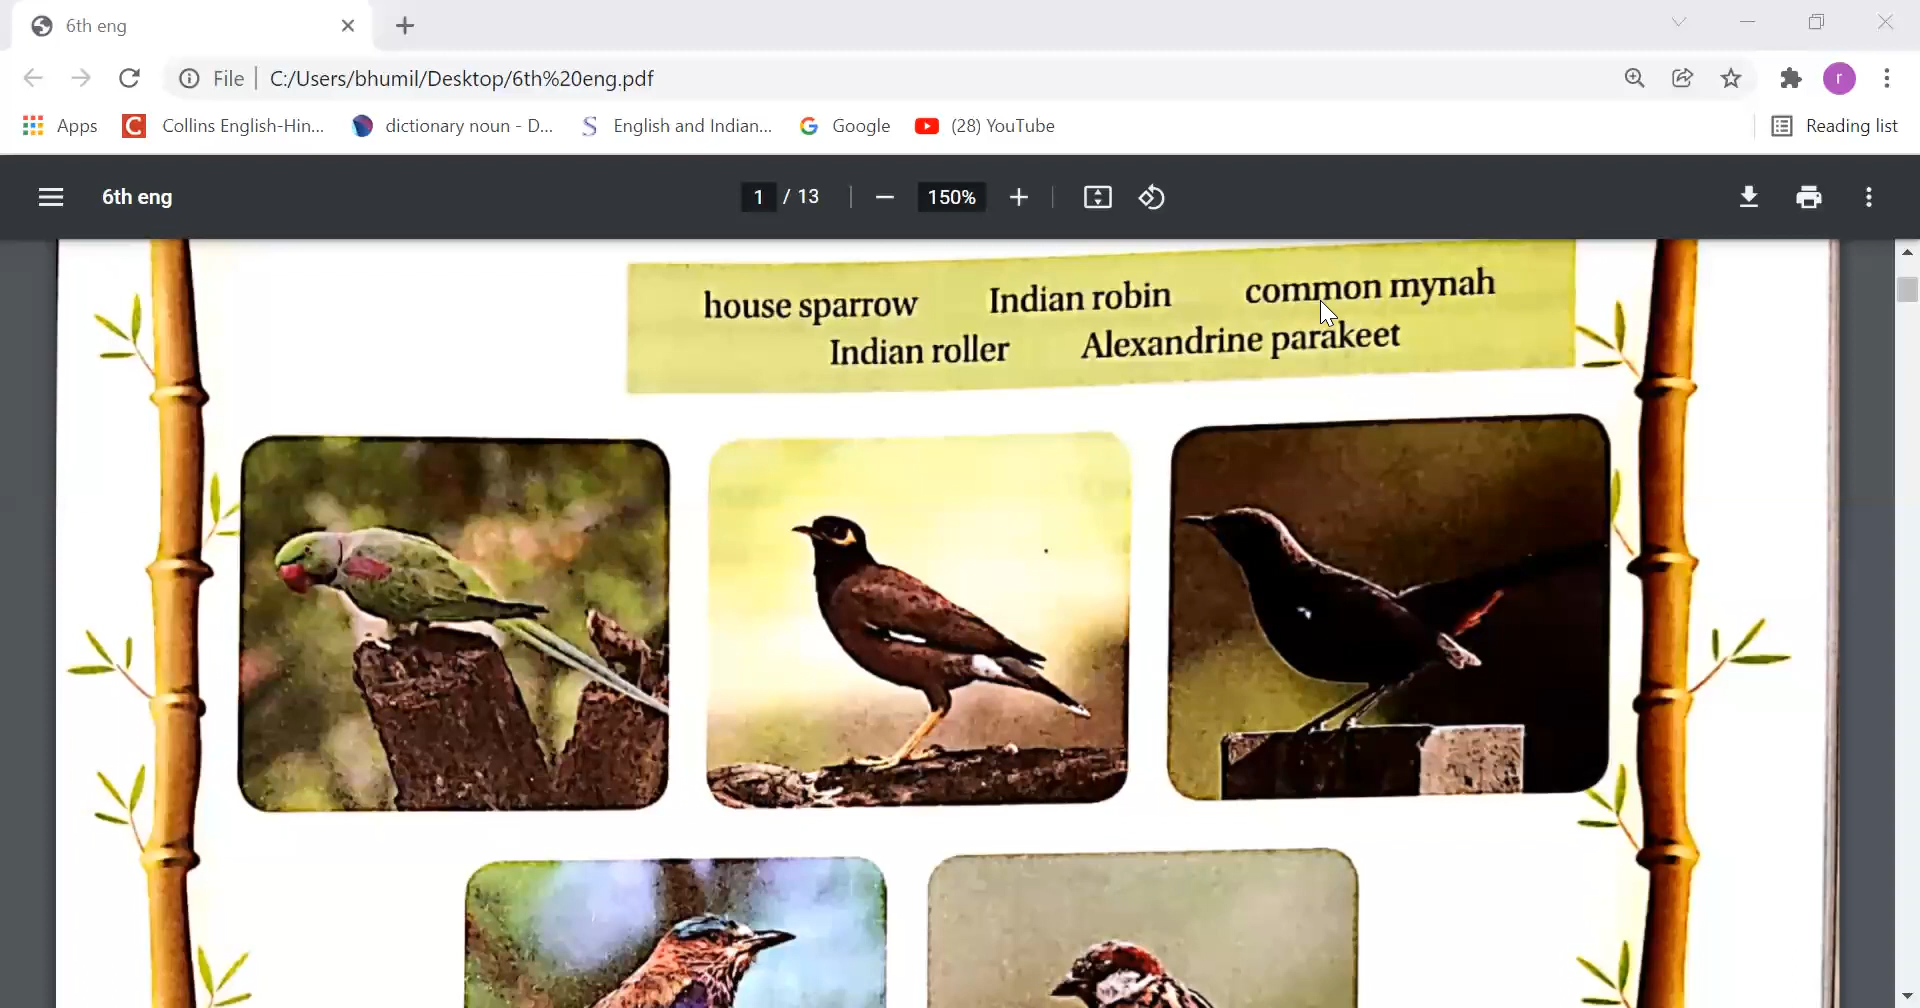 6th eng
File C:/Users/bhumil/Desktop/6th%20eng.pdf
r
Apps Collins English-Hin... dictionary noun - D... English and Indian... Google (28) YouTube Reading list
6th eng 1 / 13 150%
house sparrow Indian robin common mynah
Indian roller Alexandrine parakeet